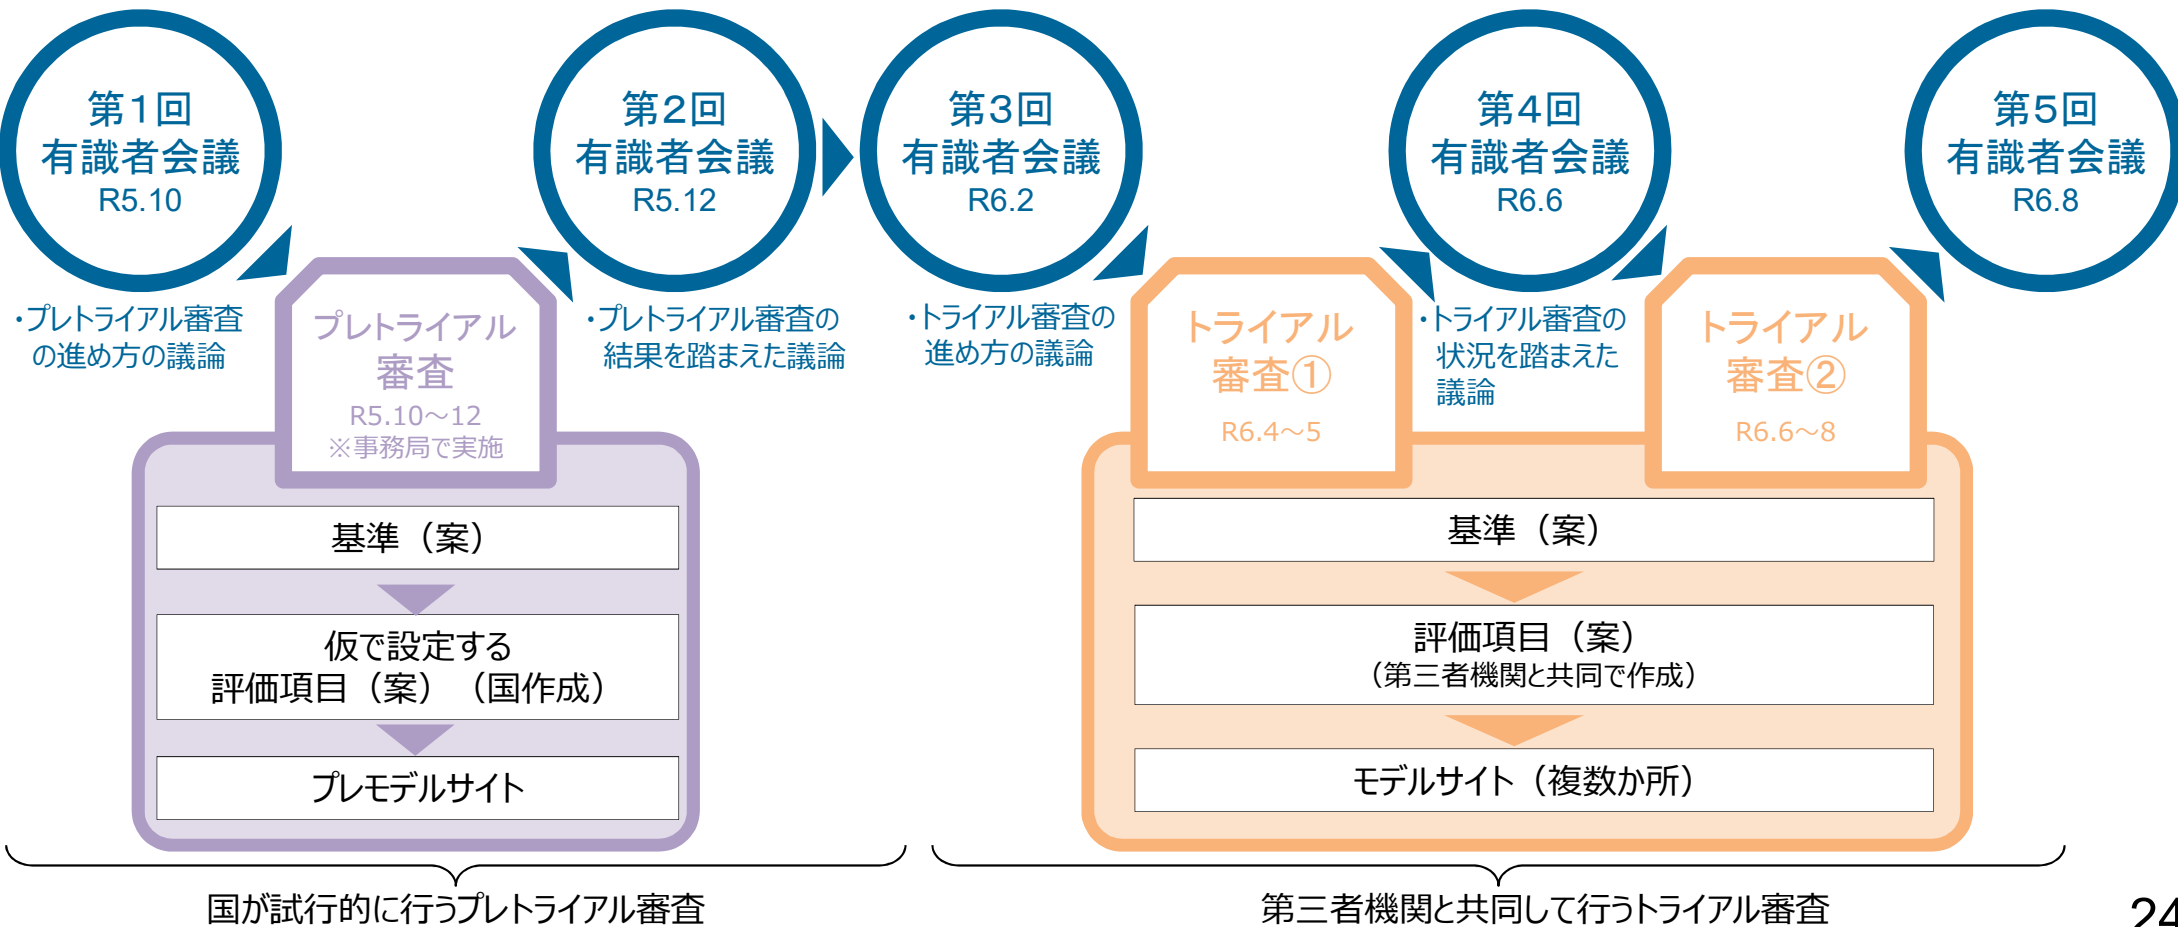 第１回
有識者会議
R5.10
第２回
有識者会議
R5.12
第３回
有識者会議
R6.2
第４回
有識者会議
R6.6
第５回
有識者会議
R6.8
・プレトライアル審査
の進め方の議論
プレトライアル
審査
R5.10～12
※事務局で実施
・プレトライアル審査の
結果を踏まえた議論
・トライアル審査の
進め方の議論
トライアル
審査①
R6.4～5
・トライアル審査の
状況を踏まえた
議論
トライアル
審査②
R6.6～8
基準（案）
仮で設定する
評価項目（案）（国作成）
プレモデルサイト
基準（案）
評価項目（案）
（第三者機関と共同で作成）
モデルサイト（複数か所）
国が試行的に行うプレトライアル審査
第三者機関と共同して行うトライアル審査
24